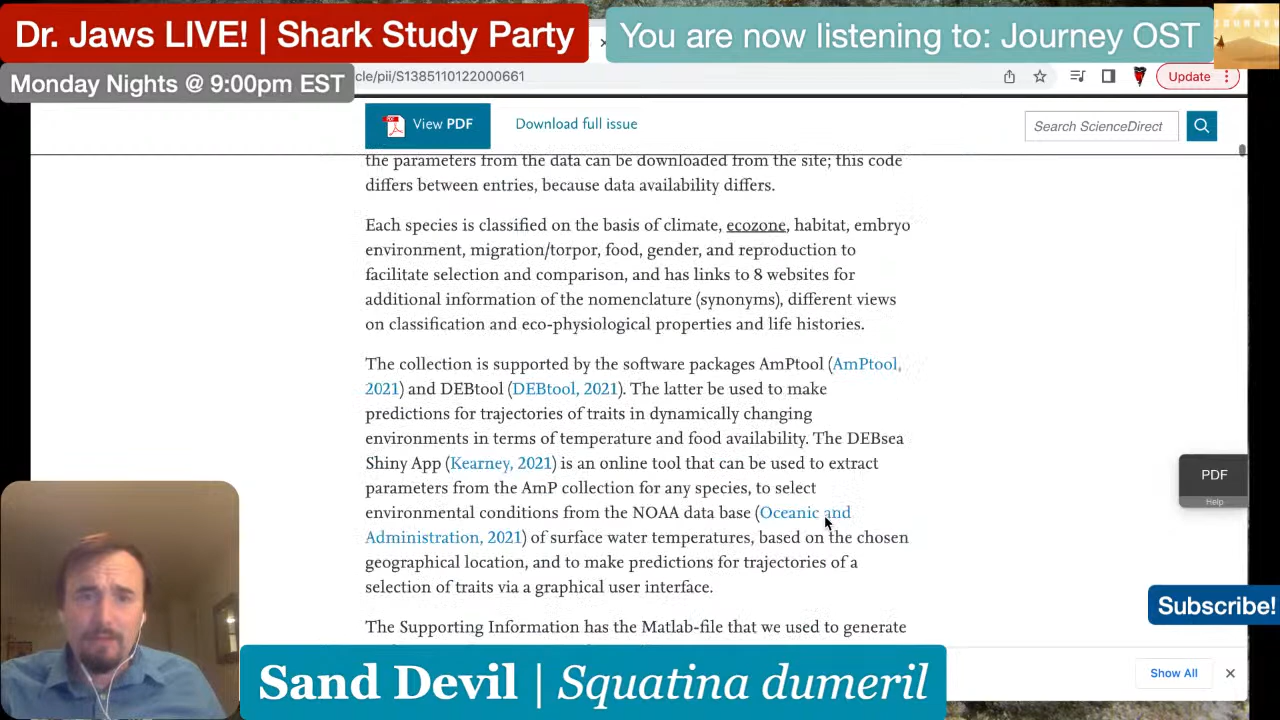 Dr. Jaws LIVE! | Shark Study Party
You are now listening to: Journey OST
Monday Nights @ 9:00pm EST
cle/pii/S1385110122000661
Update
View PDF
Download full issue
Search ScienceDirect
the parameters from the data can be downloaded from the site; this code
differs between entries, because data availability differs.
Each species is classified on the basis of climate, ecozone, habitat, embryo
environment, migration/torpor, food, gender, and reproduction to
facilitate selection and comparison, and has links to 8 websites for
additional information of the nomenclature (synonyms), different views
on classification and eco-physiological properties and life histories.
The collection is supported by the software packages AmPtool (AmPtool,
2021) and DEBtool (DEBtool, 2021). The latter be used to make
predictions for trajectories of traits in dynamically changing
environments in terms of temperature and food availability. The DEBsea
Shiny App (Kearney, 2021) is an online tool that can be used to extract
parameters from the AmP collection for any species, to select
environmental conditions from the NOAA data base (Oceanic and
Administration, 2021) of surface water temperatures, based on the chosen
geographical location, and to make predictions for trajectories of a
selection of traits via a graphical user interface.
The Supporting Information has the Matlab-file that we used to generate
PDF
Help
Subscribe!
Sand Devil | Squatina dumeril
Show All